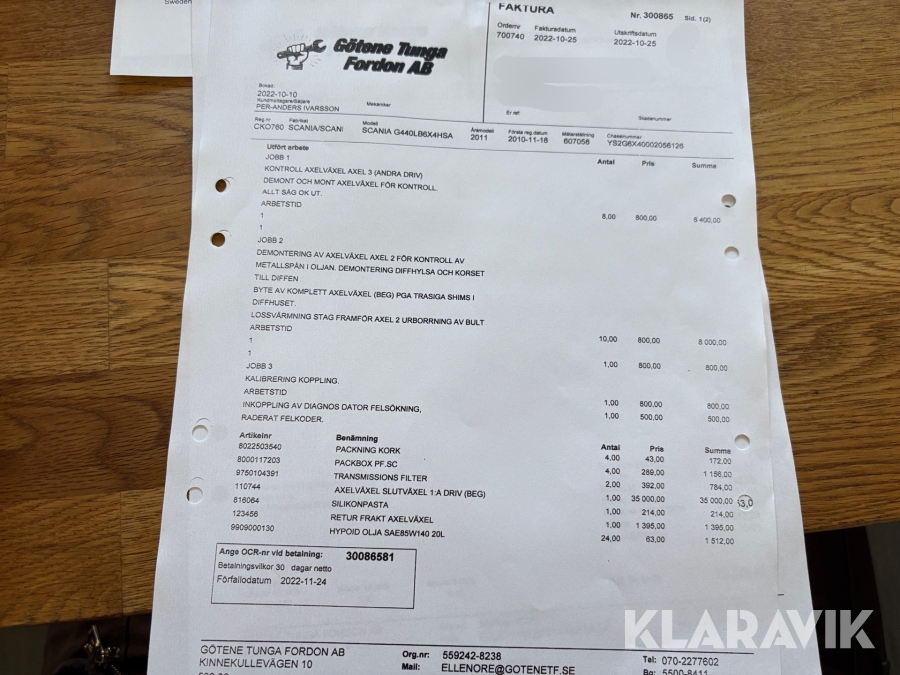 Sweden
Götene Tunga
Fordon AB
FAKTURA
Nr. 300865 Sid. 1(2)
Ordernr Fakturadatum Utskriftsdatum
700740 2022-10-25 2022-10-25
Bokad
2022-10-10
Kundmottagare/Säljare Mekaniker
PER-ANDERS IVARSSON
Er ref
Reg nr Fabrikat Modell Årsmodell Första reg.datum Mätarställning Chassinummer
CKO760 SCANIA/SCANI SCANIA G440LB6X4HSA 2011 2010-11-16 607056 YS2G6X40002056126
Utfört arbete Antal Pris Summa
JOBB 1
KONTROLL AXELVÄXEL AXEL 3 (ANDRA DRIV)
DEMONT OCH MONT AXELVÄXEL FÖR KONTROLL.
ALLT SÅG OK UT.
ARBETSTID
1 8,00 800,00 6 400,00
1
JOBB 2
DEMONTERING AV AXELVÄXEL AXEL 2 FÖR KONTROLL AV
METALLSPÅN I OLJAN. DEMONTERING DIFFHYLSA OCH KORSET
TILL DIFFEN
BYTE AV KOMPLETT AXELVÄXEL (BEG) PGA TRASIGA SHIMS I
DIFFHUSET.
LOSSVÄRMNING STAG FRAMFÖR AXEL 2 URBORRNING AV BULT
ARBETSTID
1 10,00 800,00 8 000,00
1 1,00 800,00 800,00
JOBB 3
KALIBRERING KOPPLING.
ARBETSTID 1,00 800,00 800,00
INKOPPLING AV DIAGNOS DATOR FELSÖKNING, 1,00 500,00 500,00
RADERAT FELKODER.
Artikelnr Benämning Antal Pris Summa
8022503540 PACKNING KORK 4,00 43,00 172,00
8000117203 PACKBOX PF.SC 4,00 289,00 1 156,00
9750104391 TRANSMISSIONS FILTER 2,00 392,00 784,00
110744 AXELVÄXEL SLUTVÄXEL 1:A DRIV (BEG) 1,00 35 000,00 35 000,00
816064 SILIKONPASTA 1,00 214,00 214,00
123456 RETUR FRAKT AXELVÄXEL 1,00 1 395,00 1 395,00
9909000130 HYPOID OLJA SAE85W140 20L 24,00 63,00 1 512,00
Ange OCR-nr vid betalning: 30086581
Betalningsvilkor 30 dagar netto
Förfallodatum 2022-11-24
KLARAVIK
GÖTENE TUNGA FORDON AB Org.nr: 559242-8238 Tel: 070-2277602
KINNEKULLEVÄGEN 10 Mail: ELLENORE@GOTENETF.SE Bg: 5500-8411